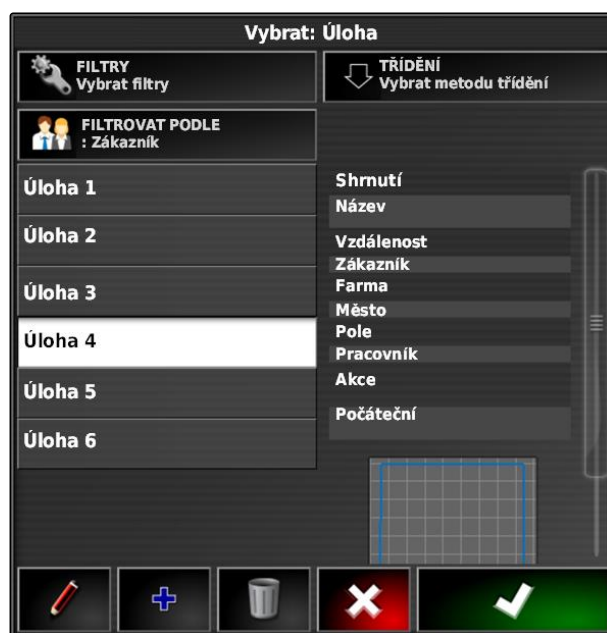 Vybrat: Úloha
FILTRY
Vybrat filtry
TŘÍDĚNÍ
Vybrat metodu třídění
FILTROVAT PODLE
: Zákazník
Úloha 1
Úloha 2
Úloha 3
Úloha 4
Úloha 5
Úloha 6
Shrnutí
Název
Vzdálenost
Zákazník
Farma
Město
Pole
Pracovník
Akce
Počáteční